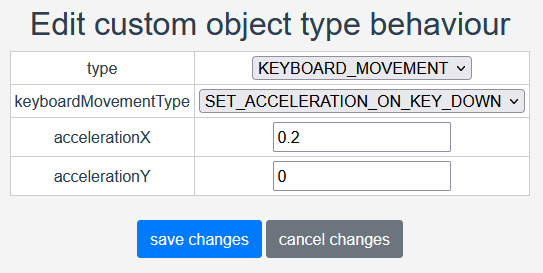 Edit custom object type behaviour
type KEYBOARD_MOVEMENT
keyboardMovementType SET_ACCELERATION_ON_KEY_DOWN
accelerationX 0.2
accelerationY 0
save changes cancel changes